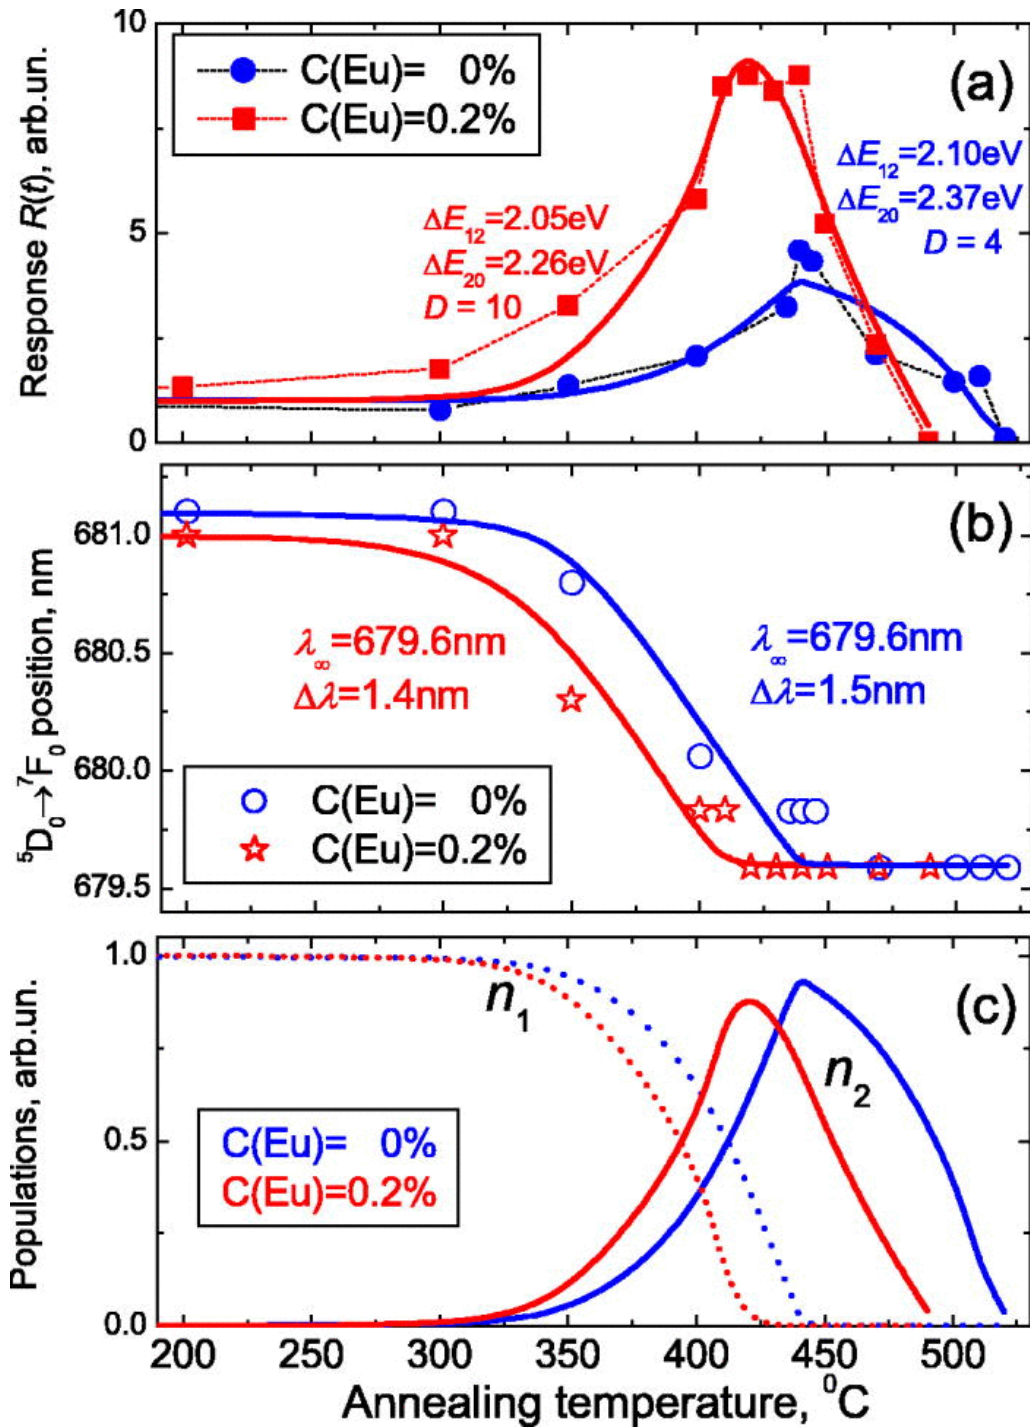 10
5
0
Response R(t), arb.un.
C(Eu)= 0%
C(Eu)=0.2%
(a)
ΔE₁₂=2.05eV
ΔE₂₀=2.26eV
D = 10
ΔE₁₂=2.10eV
ΔE₂₀=2.37eV
D = 4
681.0
680.5
680.0
679.5
⁵D₀→⁷F₀ position, nm
(b)
λ∞=679.6nm
Δλ=1.4nm
λ∞=679.6nm
Δλ=1.5nm
C(Eu)= 0%
C(Eu)=0.2%
1.0
0.5
0.0
Populations, arb.un.
(c)
n₁
n₂
C(Eu)= 0%
C(Eu)=0.2%
200 250 300 350 400 450 500
Annealing temperature, ⁰C